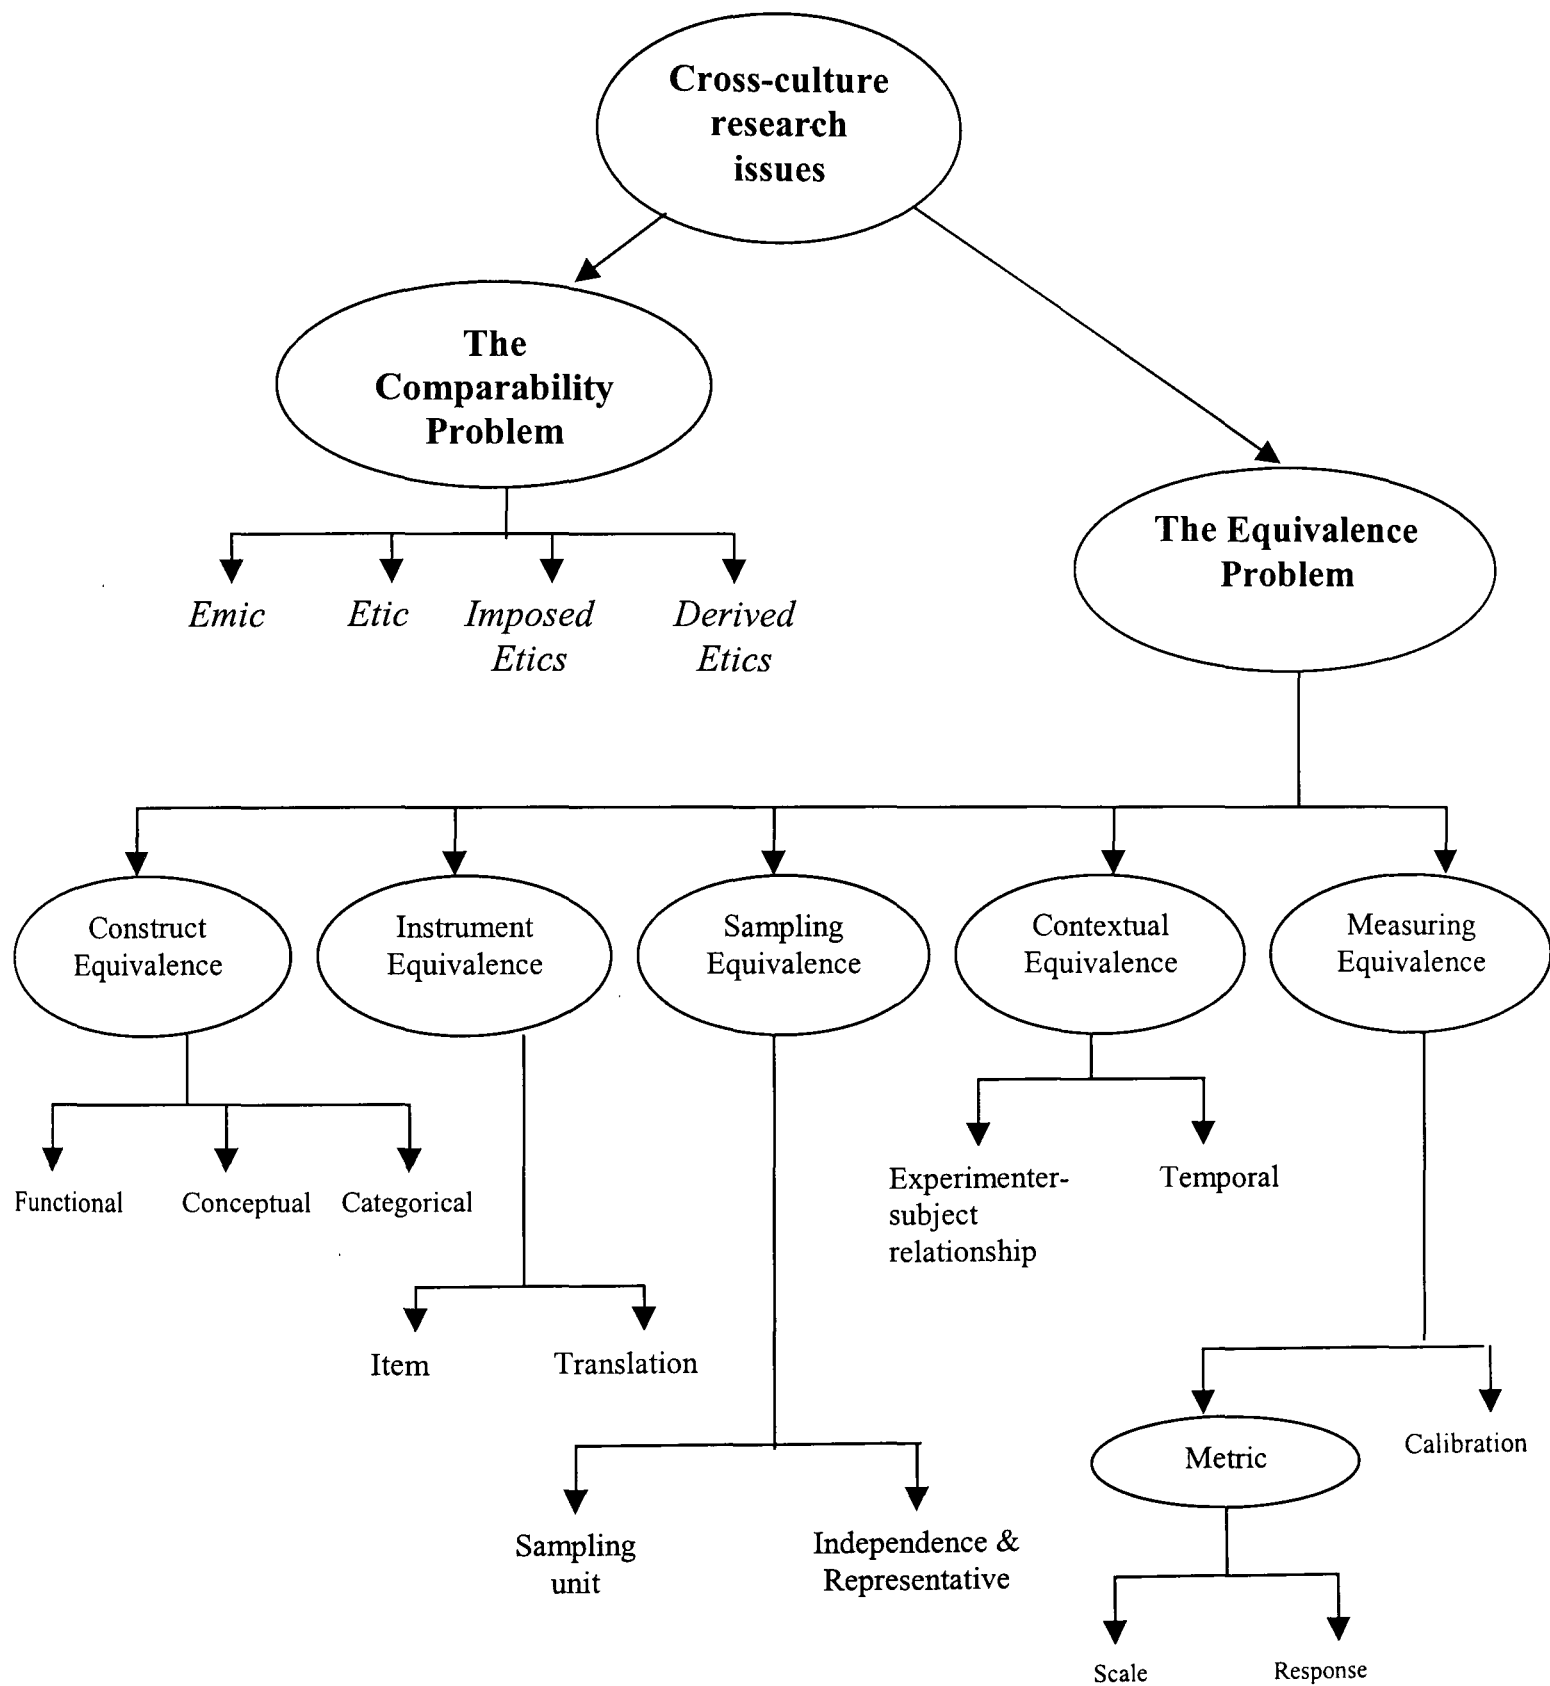 Cross-culture
research
issues
The
Comparability
Problem
The Equivalence
Problem
Emic
Etic
Imposed
Etics
Derived
Etics
Construct
Equivalence
Instrument
Equivalence
Sampling
Equivalence
Contextual
Equivalence
Measuring
Equivalence
Functional
Conceptual
Categorical
Experimenter-
subject
relationship
Temporal
Item
Translation
Metric
Calibration
Sampling
unit
Independence &
Representative
Scale
Response